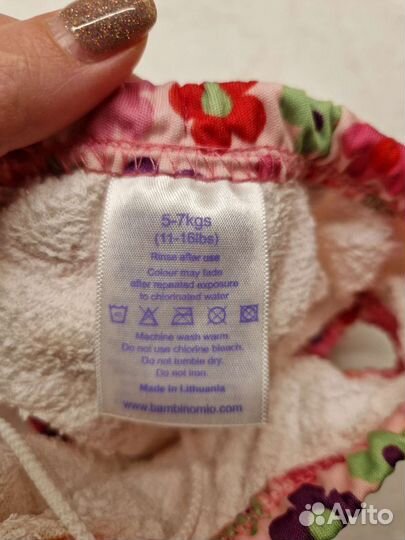 5-7kgs
(11-16lbs)
Rinse after use
Colour may fade
after repeated exposure
to chlorinated water
Machine wash warm.
Do not use chlorine bleach.
Do not tumble dry.
Do not iron.
Made in Lithuania
www.bambinomio.com
Avito